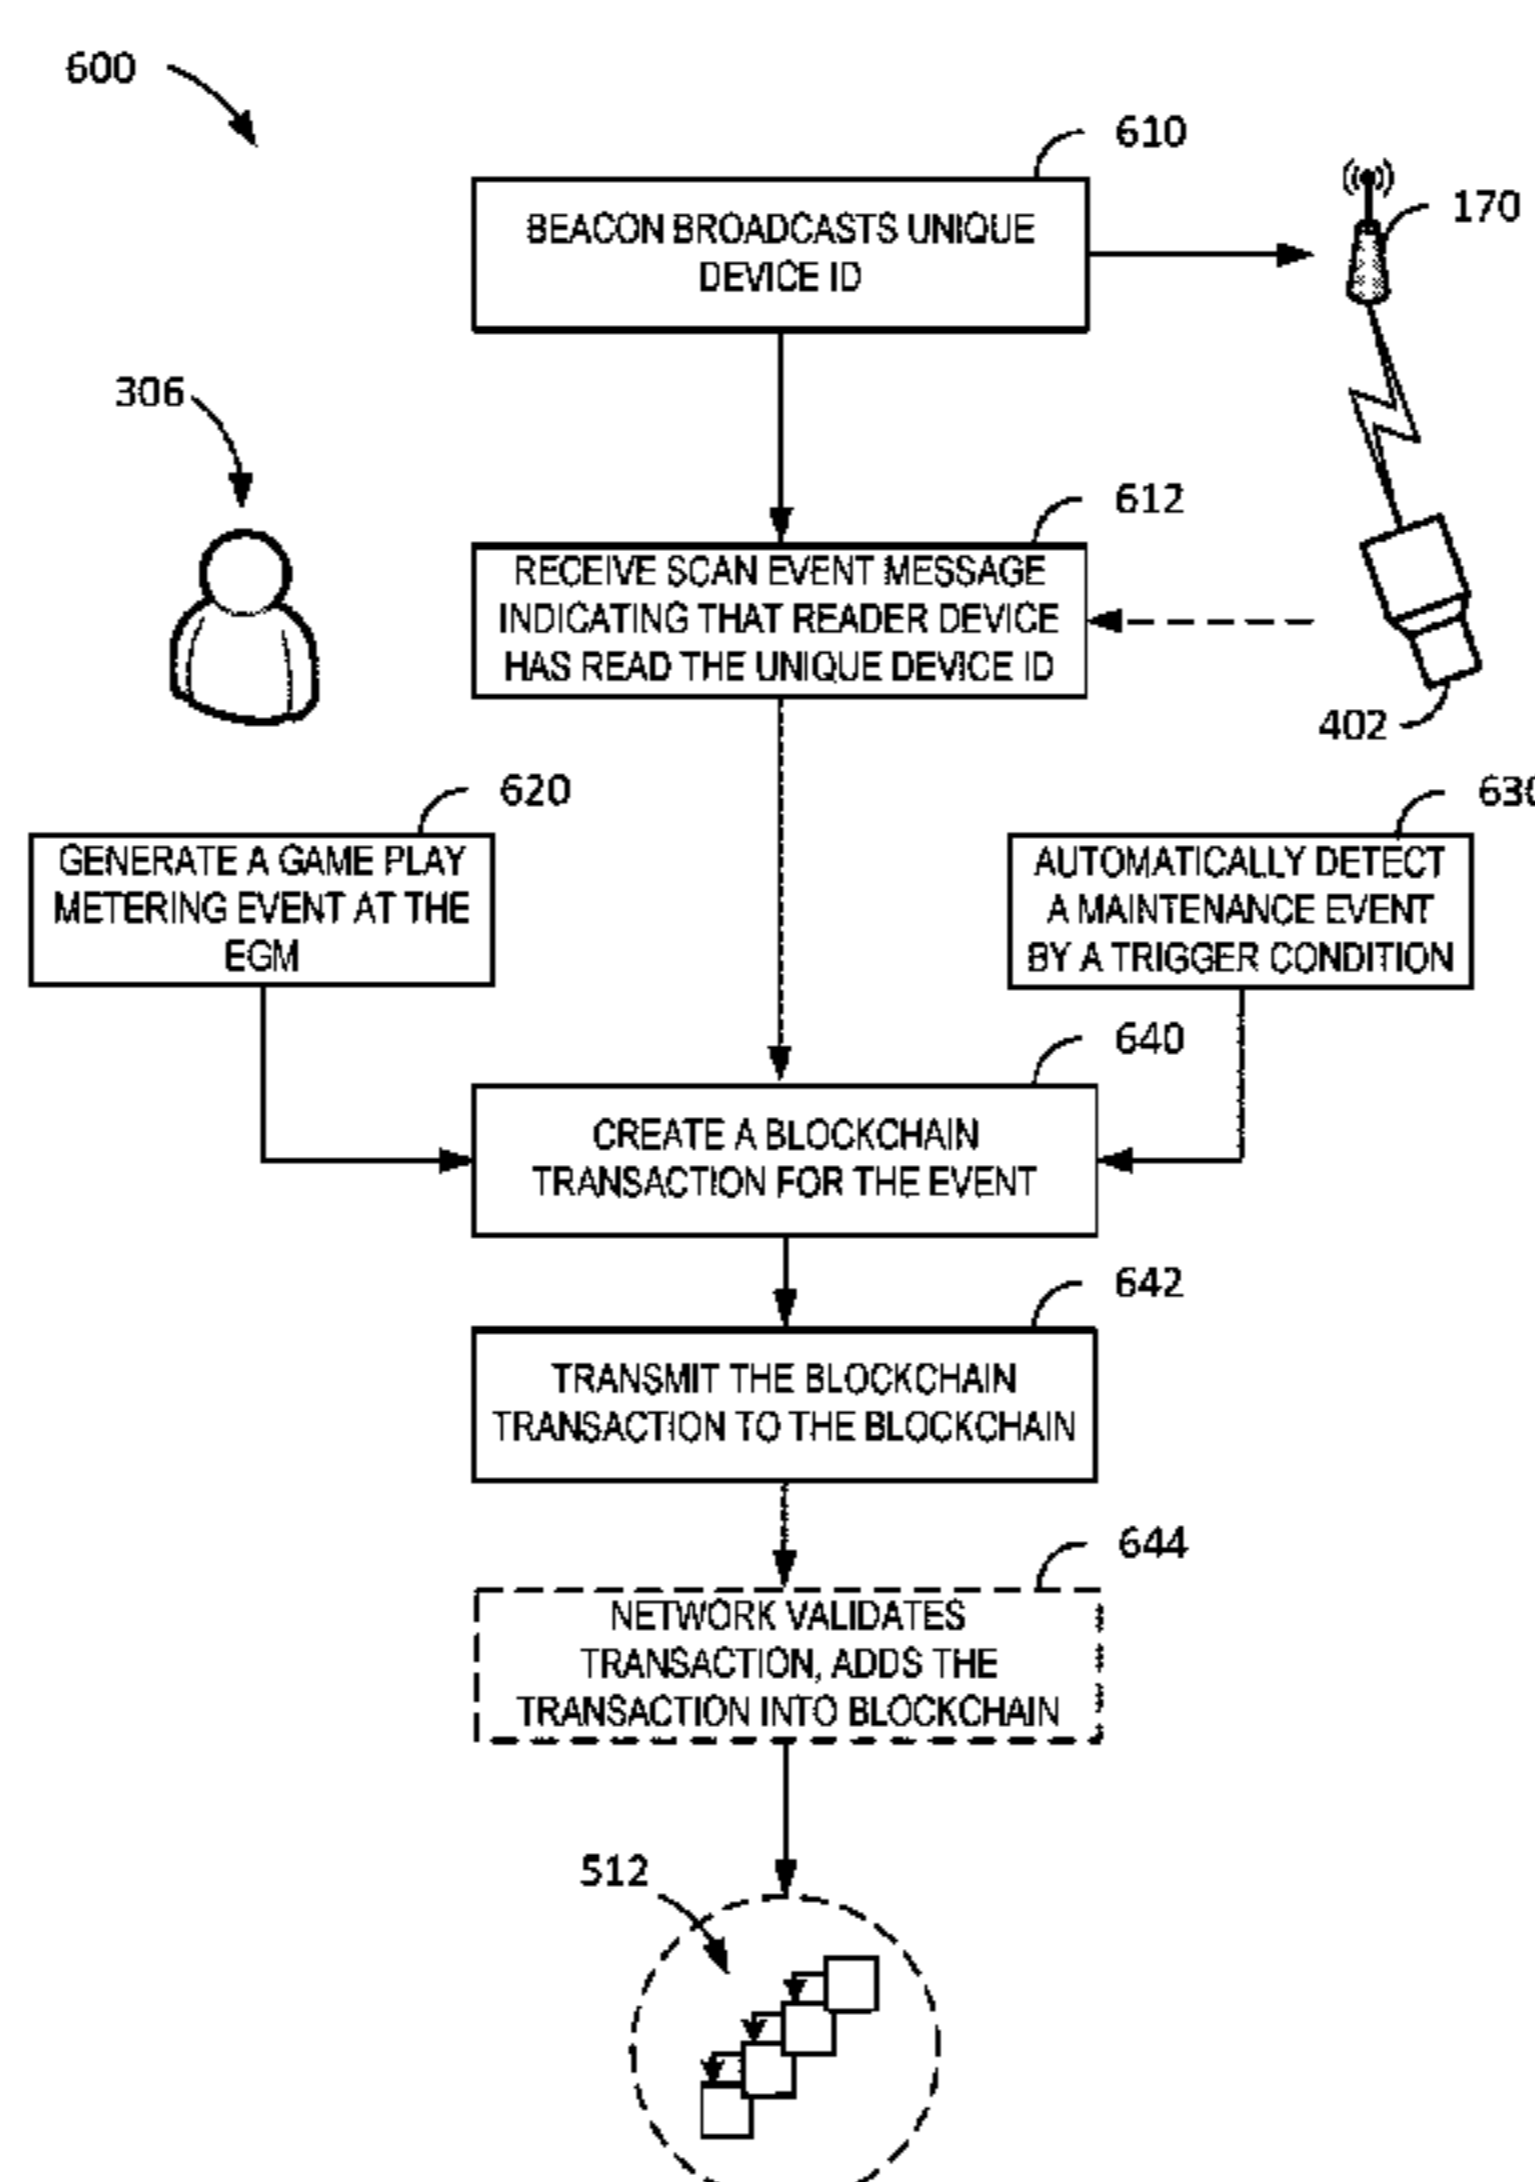 600
610
BEACON BROADCASTS UNIQUE
DEVICE ID
170
306
612
RECEIVE SCAN EVENT MESSAGE
INDICATING THAT READER DEVICE
HAS READ THE UNIQUE DEVICE ID
402
620
GENERATE A GAME PLAY
METERING EVENT AT THE
EGM
630
AUTOMATICALLY DETECT
A MAINTENANCE EVENT
BY A TRIGGER CONDITION
640
CREATE A BLOCKCHAIN
TRANSACTION FOR THE EVENT
642
TRANSMIT THE BLOCKCHAIN
TRANSACTION TO THE BLOCKCHAIN
644
NETWORK VALIDATES
TRANSACTION, ADDS THE
TRANSACTION INTO BLOCKCHAIN
512